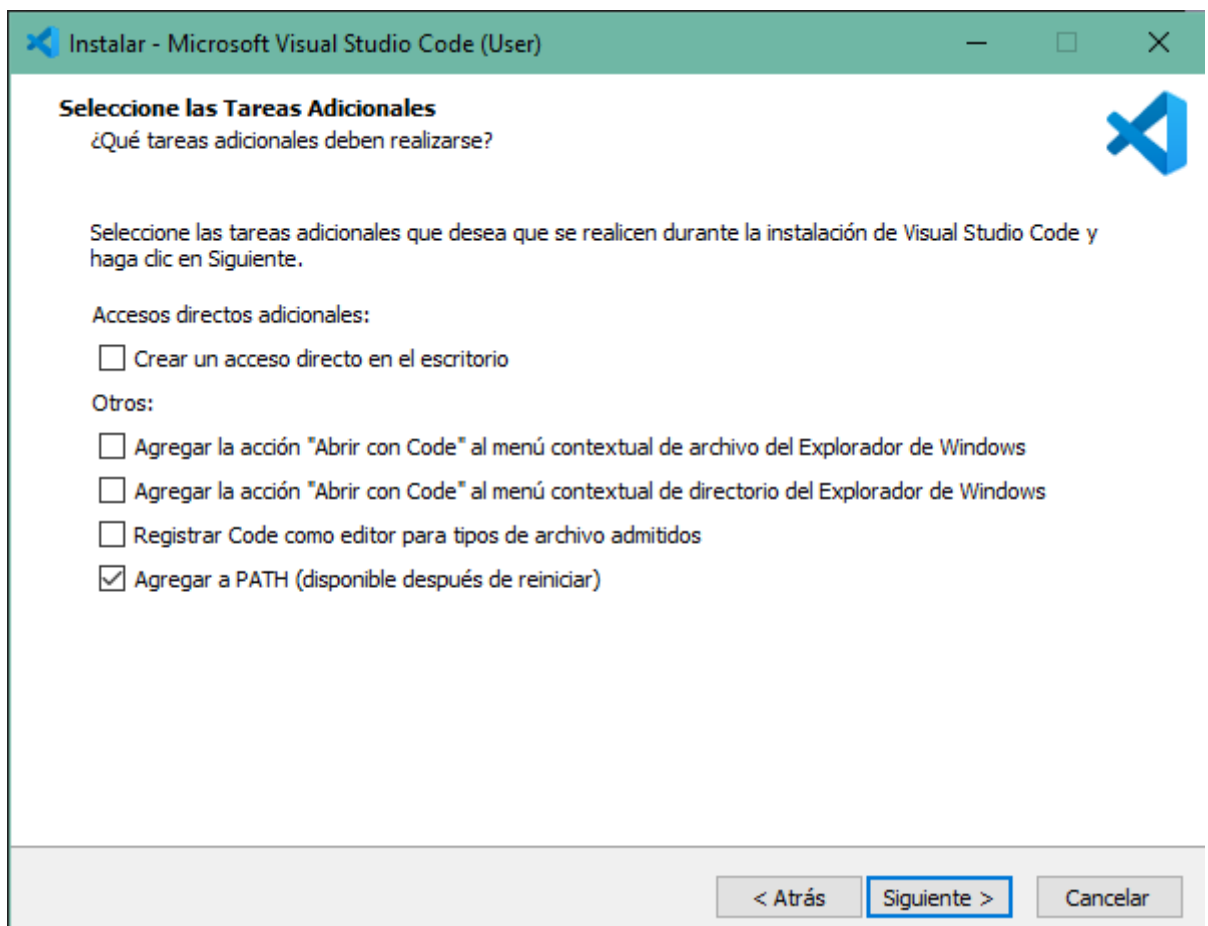 Instalar - Microsoft Visual Studio Code (User)
Seleccione las Tareas Adicionales
¿Qué tareas adicionales deben realizarse?
Seleccione las tareas adicionales que desea que se realicen durante la instalación de Visual Studio Code y
haga clic en Siguiente.
Accesos directos adicionales:
Crear un acceso directo en el escritorio
Otros:
Agregar la acción "Abrir con Code" al menú contextual de archivo del Explorador de Windows
Agregar la acción "Abrir con Code" al menú contextual de directorio del Explorador de Windows
Registrar Code como editor para tipos de archivo admitidos
Agregar a PATH (disponible después de reiniciar)
< Atrás Siguiente > Cancelar